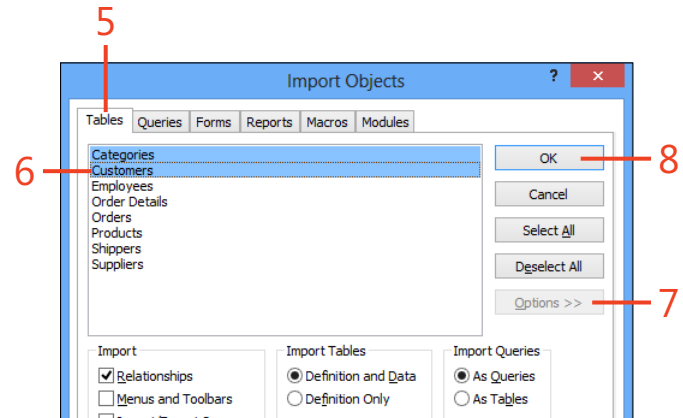 5
Import Objects
?
Tables Queries Forms Reports Macros Modules
Categories
Customers
Employees
Order Details
Orders
Products
Shippers
Suppliers
6
OK
8
Cancel
Select All
Deselect All
Options >>
7
Import
Relationships
Menus and Toolbars
Import Tables
Definition and Data
Definition Only
Import Queries
As Queries
As Tables